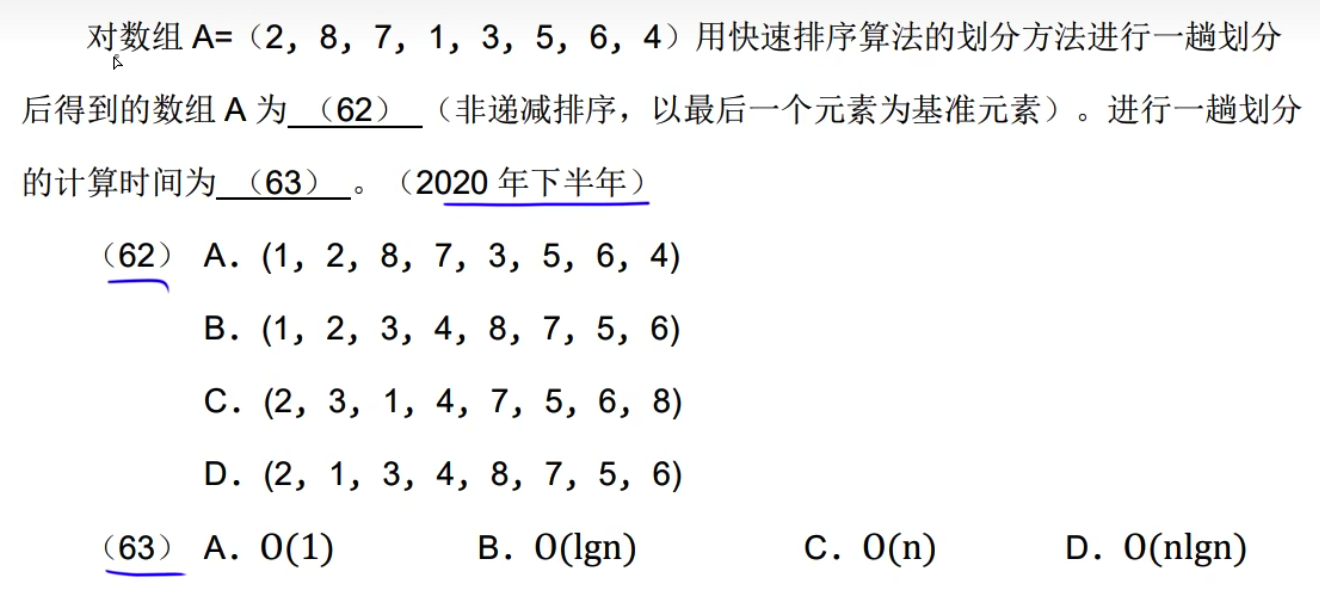 对数组 A=（2，8，7，1，3，5，6，4）用快速排序算法的划分方法进行一趟划分
后得到的数组 A 为 （62） （非递减排序，以最后一个元素为基准元素）。进行一趟划分
的计算时间为 （63） 。（2020 年下半年）
（62） A．(1，2，8，7，3，5，6，4)
B．(1，2，3，4，8，7，5，6)
C．(2，3，1，4，7，5，6，8)
D．(2，1，3，4，8，7，5，6)
（63） A．O(1) B．O(lgn) C．O(n) D．O(nlgn)